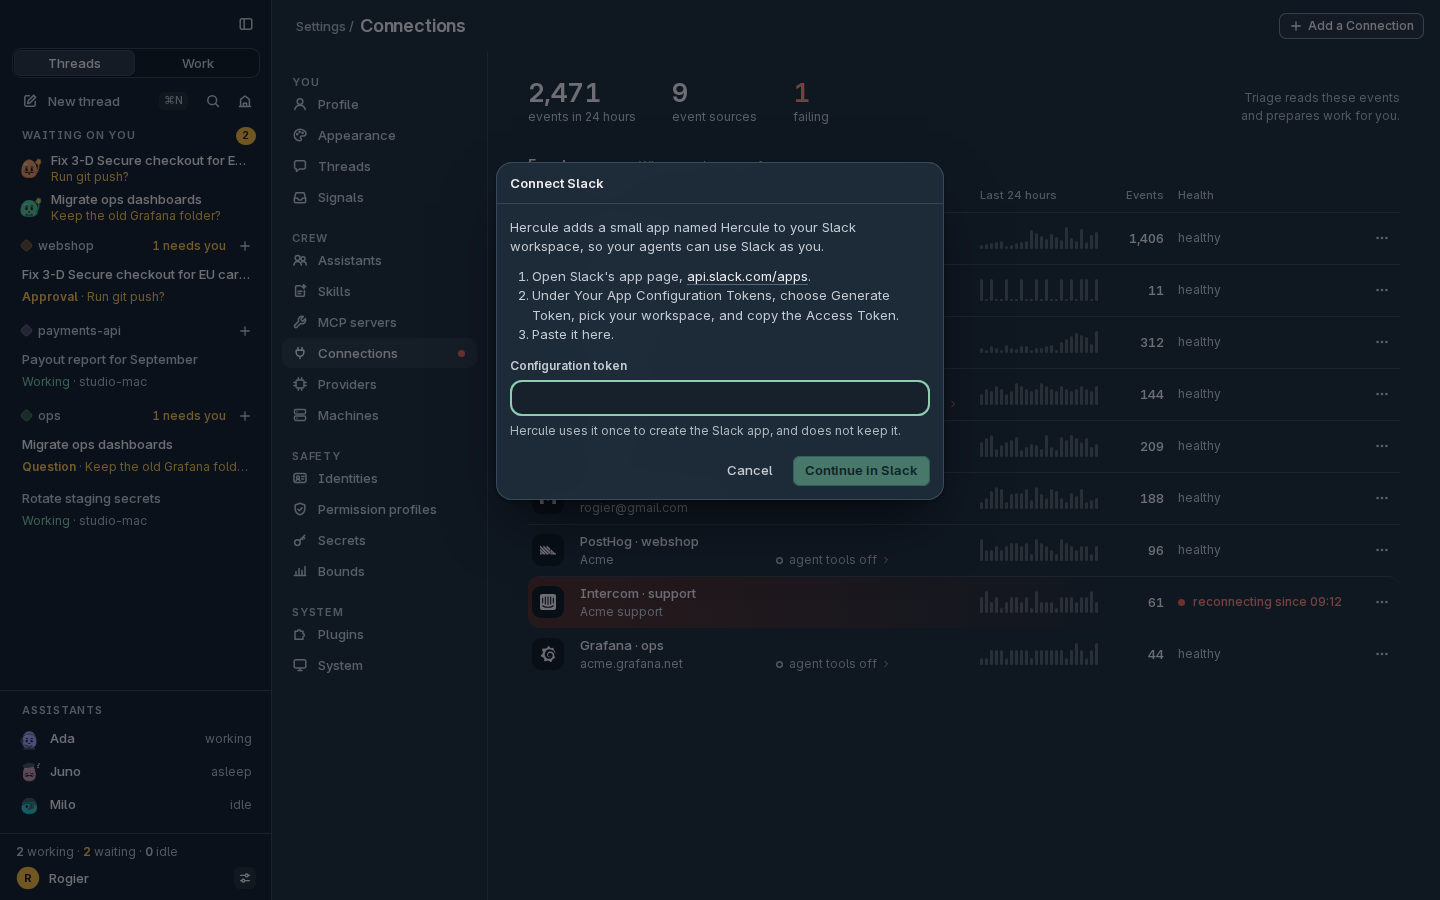 Threads
Work
New thread
⌘N
WAITING ON YOU
2
Fix 3-D Secure checkout for E...
Run git push?
Migrate ops dashboards
Keep the old Grafana folder?
webshop
1 needs you
Fix 3-D Secure checkout for EU car...
Approval · Run git push?
payments-api
Payout report for September
Working · studio-mac
ops
1 needs you
Migrate ops dashboards
Question · Keep the old Grafana fold...
Rotate staging secrets
Working · studio-mac
ASSISTANTS
Ada
working
Juno
asleep
Milo
idle
2 working · 2 waiting · 0 idle
R
Rogier
Settings / Connections
Add a Connection
YOU
Profile
Appearance
Threads
Signals
CREW
Assistants
Skills
MCP servers
Connections
Providers
Machines
SAFETY
Identities
Permission profiles
Secrets
Bounds
SYSTEM
Plugins
System
2,471
events in 24 hours
9
event sources
1
failing
Triage reads these events
and prepares work for you.
Last 24 hours
Events
Health
1,406
healthy
11
healthy
312
healthy
144
healthy
209
healthy
rogier@gmail.com
188
healthy
PostHog · webshop
Acme
agent tools off
96
healthy
Intercom · support
Acme support
61
reconnecting since 09:12
Grafana · ops
acme.grafana.net
agent tools off
44
healthy
Connect Slack
Hercule adds a small app named Hercule to your Slack
workspace, so your agents can use Slack as you.
1. Open Slack's app page, api.slack.com/apps.
2. Under Your App Configuration Tokens, choose Generate
Token, pick your workspace, and copy the Access Token.
3. Paste it here.
Configuration token
Hercule uses it once to create the Slack app, and does not keep it.
Cancel
Continue in Slack